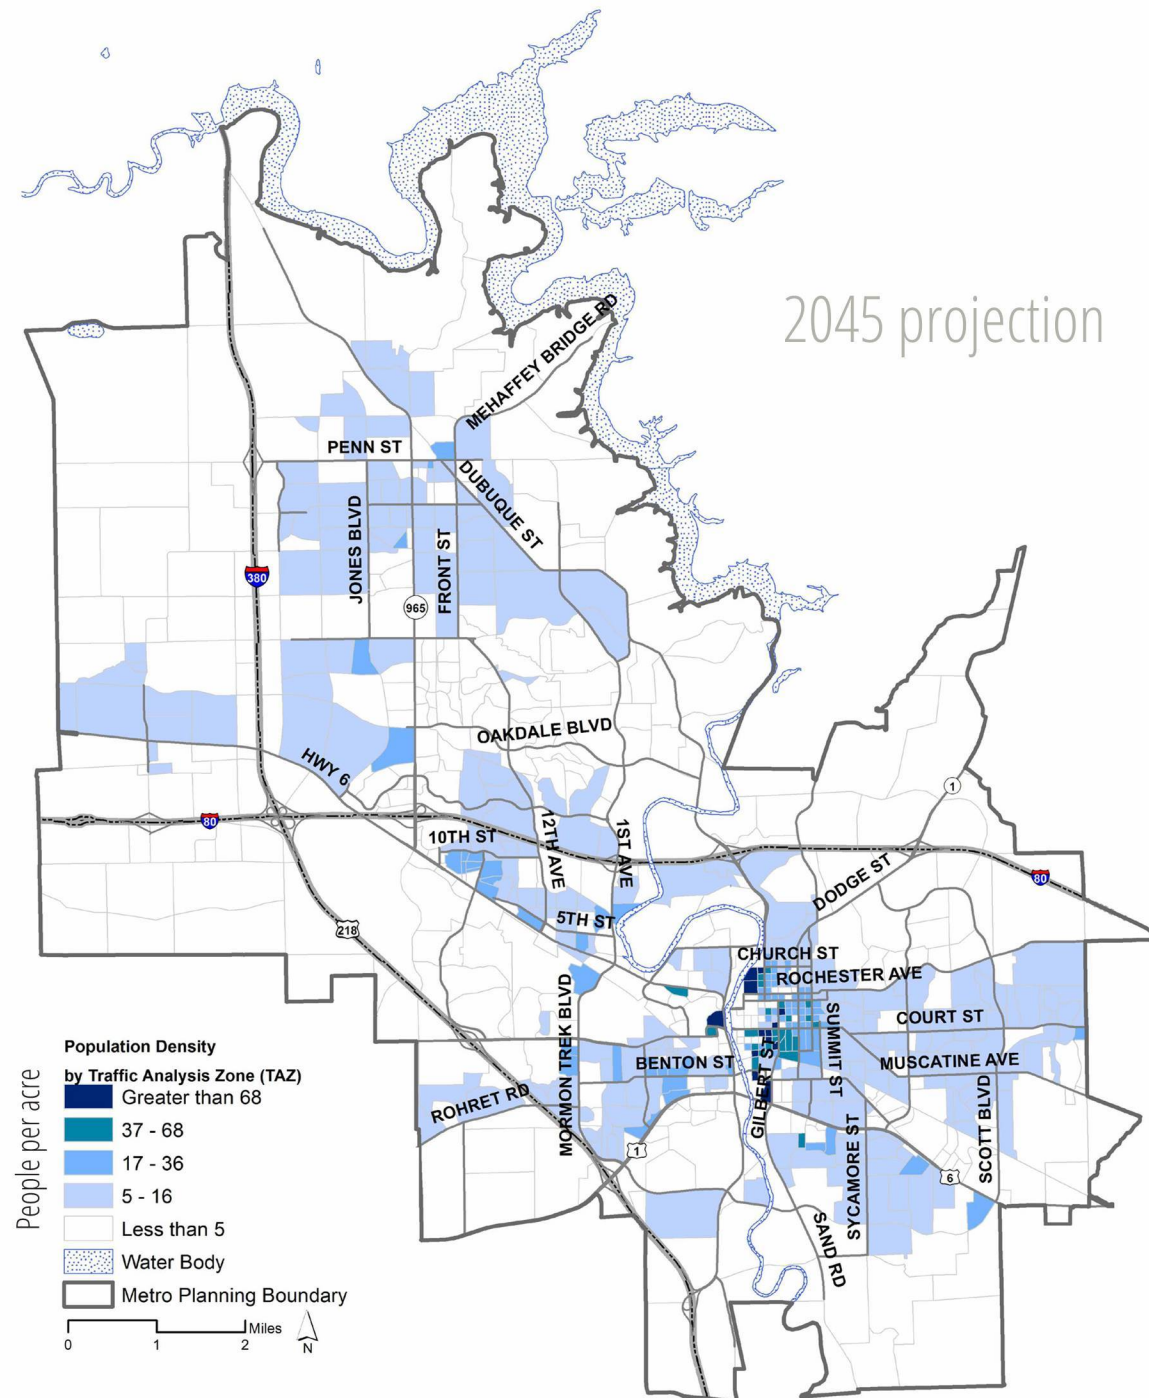 2045 projection
MEHAFFEY BRIDGE RD
PENN ST
DUBUQUE ST
JONES BLVD
FRONT ST
380
965
OAKDALE BLVD
HWY 6
1
80
10TH ST
12TH AVE
1ST AVE
DODGE ST
80
5TH ST
218
CHURCH ST
ROCHESTER AVE
MORMON TREK BLVD
SUMMIT ST
COURT ST
BENTON ST
GILBERT ST
MUSCATINE AVE
ROHRET RD
SCOTT BLVD
SYCAMORE ST
1
6
SAND RD
Population Density
by Traffic Analysis Zone (TAZ)
People per acre
Greater than 68
37 - 68
17 - 36
5 - 16
Less than 5
Water Body
Metro Planning Boundary
Miles
0 1 2
N